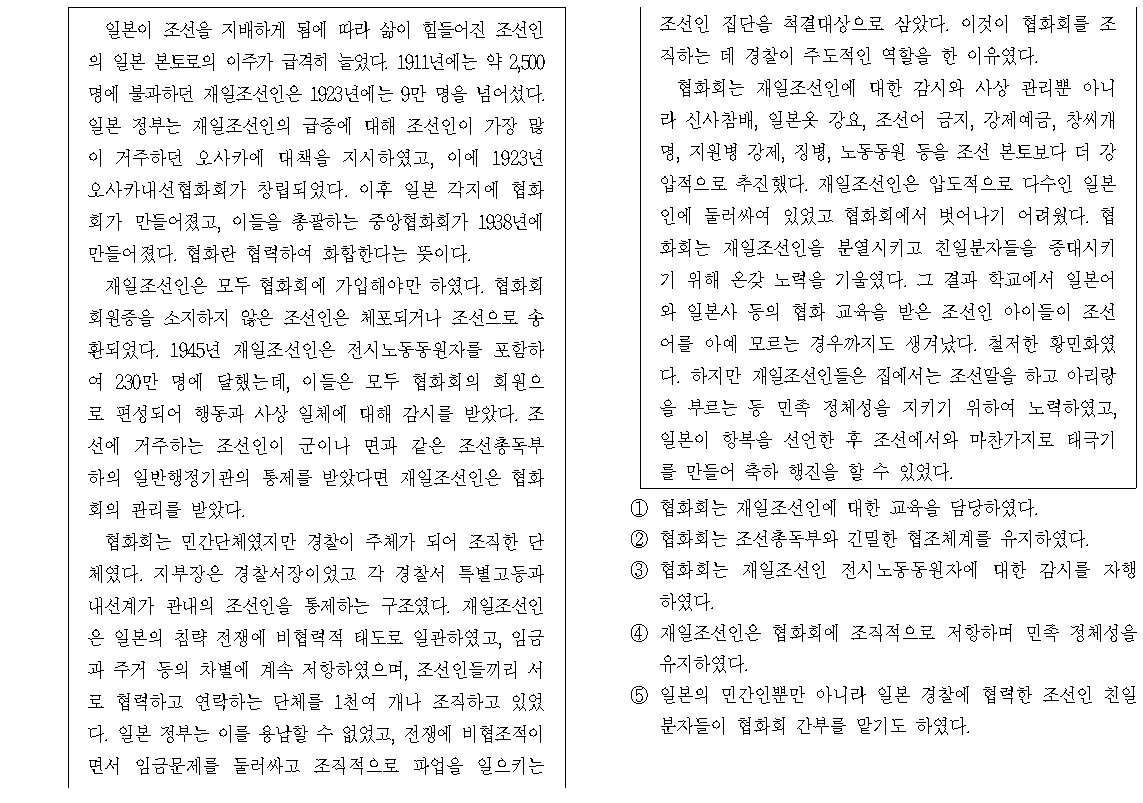 일본이 조선을 지배하게 됨에 따라 삶이 힘들어진 조선인
의 일본 본토로의 이주가 급격히 늘었다. 1911년에는 약 2,500
명에 불과하던 재일조선인은 1923년에는 9만 명을 넘어섰다.
일본 정부는 재일조선인의 급증에 대해 조선인이 가장 많
이 거주하던 오사카에 대책을 지시하였고, 이에 1923년
오사카내선협화회가 창립되었다. 이후 일본 각지에 협화
회가 만들어졌고, 이들을 총괄하는 중앙협화회가 1938년에
만들어졌다. 협화란 협력하여 화합한다는 뜻이다.
재일조선인은 모두 협화회에 가입해야만 하였다. 협화회
회원증을 소지하지 않은 조선인은 체포되거나 조선으로 송
환되었다. 1945년 재일조선인은 전시노동동원자를 포함하
여 230만 명에 달했는데, 이들은 모두 협화회의 회원으
로 편성되어 행동과 사상 일체에 대해 감시를 받았다. 조
선에 거주하는 조선인이 군이나 면과 같은 조선총독부
하의 일반행정기관의 통제를 받았다면 재일조선인은 협화
회의 관리를 받았다.
협화회는 민간단체였지만 경찰이 주체가 되어 조직한 단
체였다. 지부장은 경찰서장이었고 각 경찰서 특별고등과
내선계가 관내의 조선인을 통제하는 구조였다. 재일조선인
은 일본의 침략 전쟁에 비협력적 태도로 일관하였고, 임금
과 주거 등의 차별에 계속 저항하였으며, 조선인들끼리 서
로 협력하고 연락하는 단체를 1천여 개나 조직하고 있었
다. 일본 정부는 이를 용납할 수 없었고, 전쟁에 비협조적이
면서 임금문제를 둘러싸고 조직적으로 파업을 일으키는
조선인 집단을 척결대상으로 삼았다. 이것이 협화회를 조
직하는 데 경찰이 주도적인 역할을 한 이유였다.
협화회는 재일조선인에 대한 감시와 사상 관리뿐 아니
라 신사참배, 일본옷 강요, 조선어 금지, 강제예금, 창씨개
명, 지원병 강제, 징병, 노동동원 등을 조선 본토보다 더 강
압적으로 추진했다. 재일조선인은 압도적으로 다수인 일본
인에 둘러싸여 있었고 협화회에서 벗어나기 어려웠다. 협
화회는 재일조선인을 분열시키고 친일분자들을 증대시키
기 위해 온갖 노력을 기울였다. 그 결과 학교에서 일본어
와 일본사 등의 협화 교육을 받은 조선인 아이들이 조선
어를 아예 모르는 경우까지도 생겨났다. 철저한 황민화였
다. 하지만 재일조선인들은 집에서는 조선말을 하고 아리랑
을 부르는 등 민족 정체성을 지키기 위하여 노력하였고,
일본이 항복을 선언한 후 조선에서와 마찬가지로 태극기
를 만들어 축하 행진을 할 수 있었다.
① 협화회는 재일조선인에 대한 교육을 담당하였다.
② 협화회는 조선총독부와 긴밀한 협조체계를 유지하였다.
③ 협화회는 재일조선인 전시노동동원자에 대한 감시를 자행
하였다.
④ 재일조선인은 협화회에 조직적으로 저항하며 민족 정체성을
유지하였다.
⑤ 일본의 민간인뿐만 아니라 일본 경찰에 협력한 조선인 친일
분자들이 협화회 간부를 맡기도 하였다.